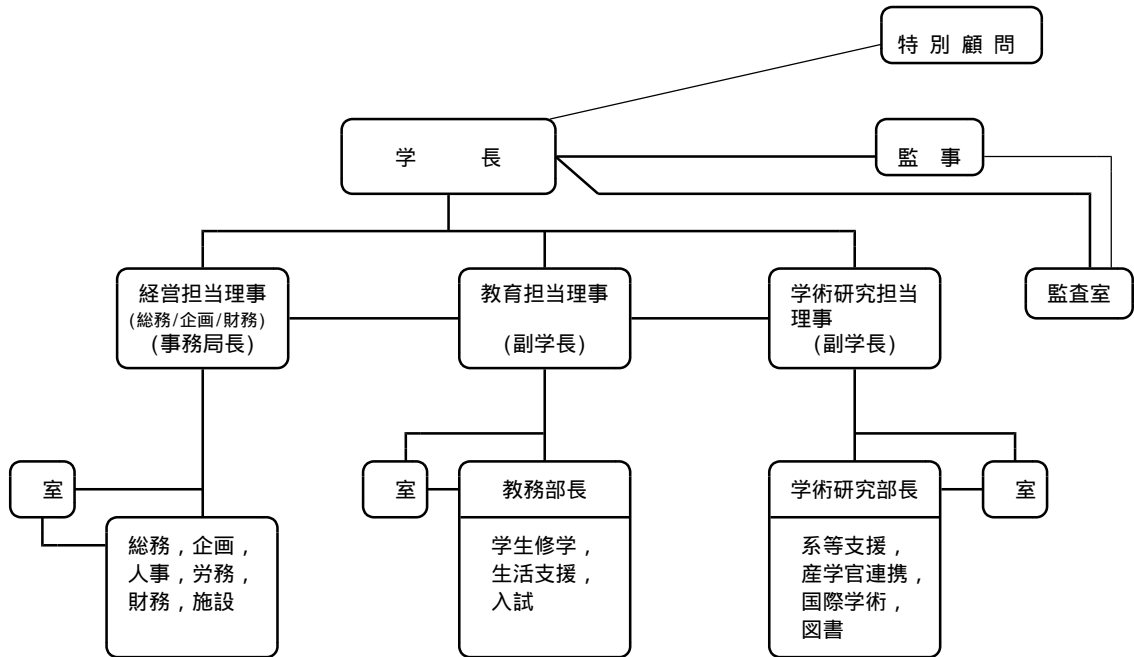 特別顧問
学　長
監事
経営担当理事
(総務/企画/財務)
(事務局長)
教育担当理事
(副学長)
学術研究担当
理事
(副学長)
監査室
室
総務，企画，
人事，労務，
財務，施設
室
教務部長
学生修学，
生活支援，
入試
学術研究部長
系等支援，
産学官連携，
国際学術，
図書
室